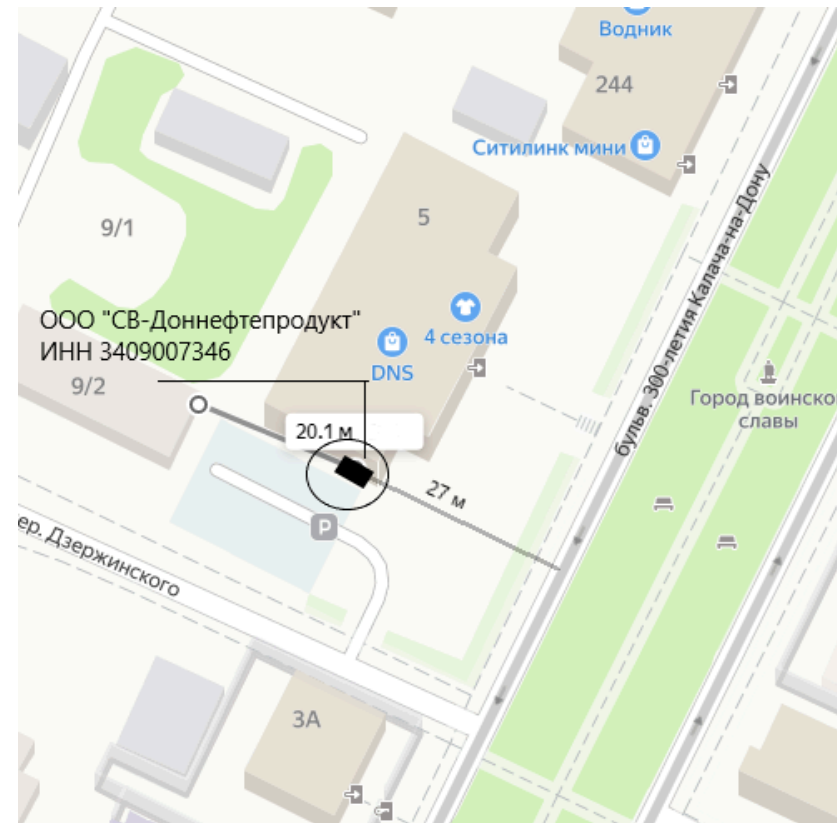 Водник
244
Ситилинк мини
5
9/1
бульв. 300-летия Калача-на-Дону
ООО "СВ-Доннефтепродукт"
ИНН 3409007346
4 сезона
DNS
9/2
Город воинско
славы
20.1 м
27 м
P
ер. Дзержинского
3А